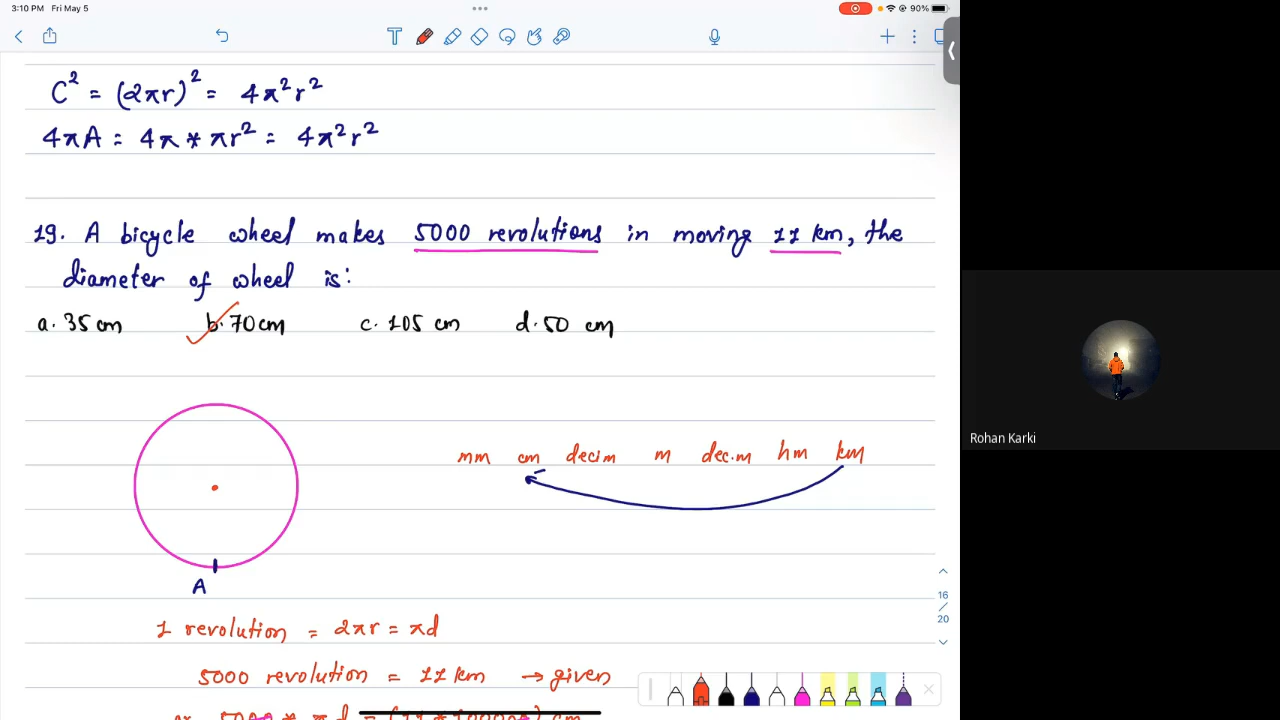 3:10 PM Fri May 5
90%
C² = (2πr)² = 4π²r²
4πA = 4π * πr² = 4π²r²
19. A bicycle wheel makes 5000 revolutions in moving 11 km, the
diameter of wheel is:
a. 35 cm b. 70cm c. 105 cm d. 50 cm
mm cm decim m dec.m hm km
A
1 revolution = 2πr = πd
5000 revolution = 11 km → given
16
20
Rohan Karki